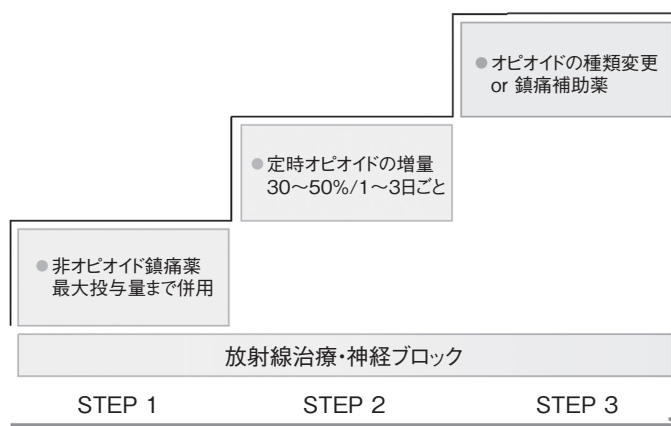 ●オピオイドの種類変更
or 鎮痛補助薬
●定時オピオイドの増量
30〜50%/1〜3日ごと
●非オピオイド鎮痛薬
最大投与量まで併用
放射線治療・神経ブロック
STEP 1
STEP 2
STEP 3